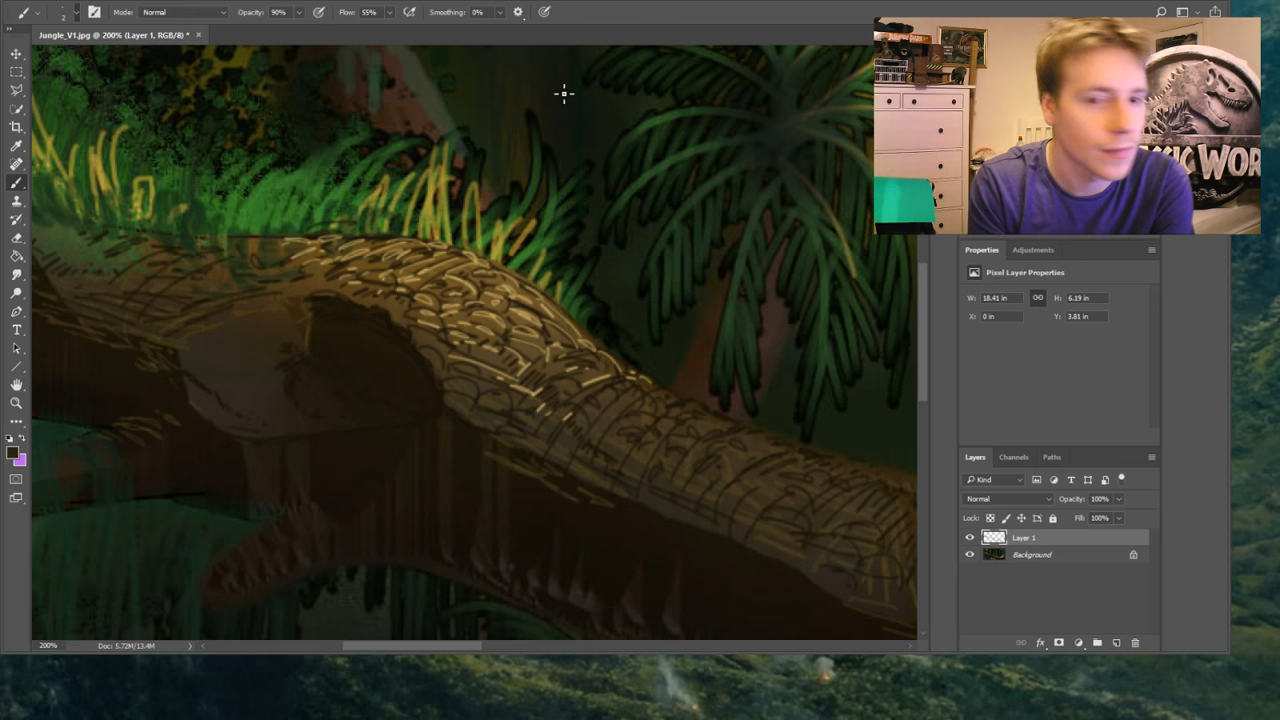 2
Mode: Normal Opacity: 90% Flow: 55% Smoothing: 0%
Jungle_V1.jpg @ 200% (Layer 1, RGB/8) *
Properties Adjustments
Pixel Layer Properties
W: 18.41 in H: 6.19 in
X: 0 in Y: 3.81 in
Layers Channels Paths
Kind
Normal Opacity: 100%
Lock: Fill: 100%
Layer 1
Background
200% Doc: 5.72M/13.4M